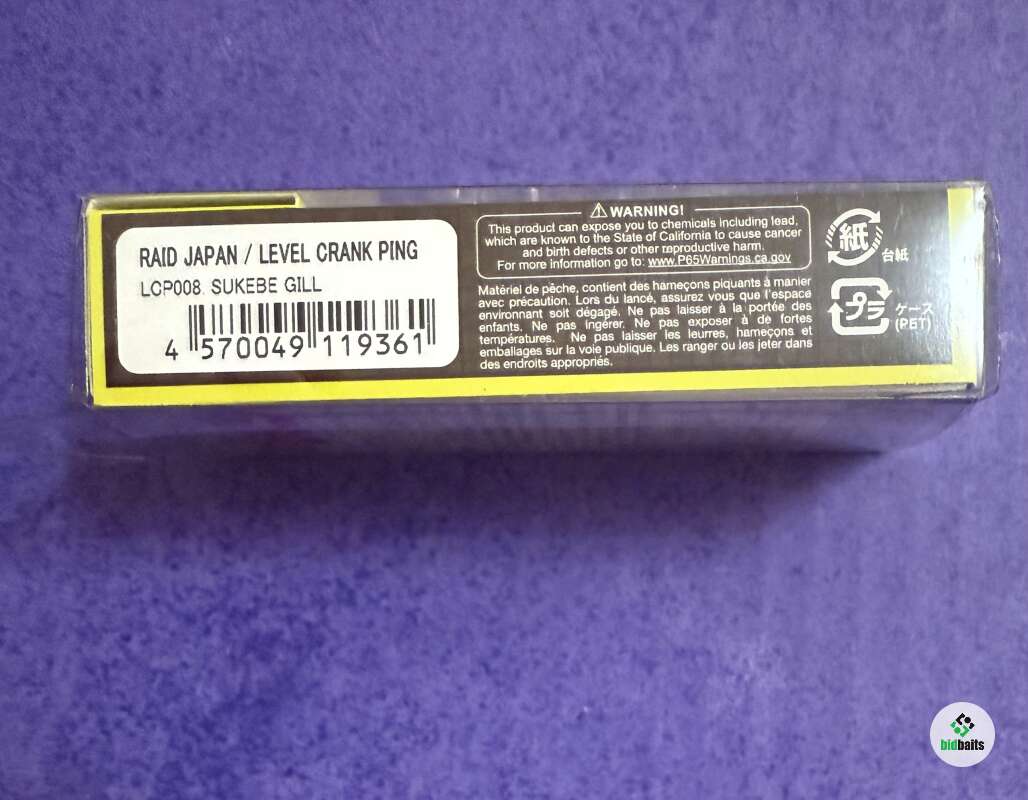 RAID JAPAN / LEVEL CRANK PING
LCP008. SUKEBE GILL
4 570049 119361
WARNING!
This product can expose you to chemicals including lead,
which are known to the State of California to cause cancer
and birth defects or other reproductive harm.
For more information go to: www.P65Warnings.ca.gov
Matériel de pêche, contient des hameçons piquants à manier
avec précaution. Lors du lancé, assurez vous que l'espace
environnant soit dégagé. Ne pas laisser à la portée des
enfants. Ne pas ingérer. Ne pas exposer à de fortes
températures. Ne pas laisser les leurres, hameçons et
emballages sur la voie publique. Les ranger ou les jeter dans
des endroits appropriés.
紙
台紙
プラ
ケース
(PET)
bidbaits